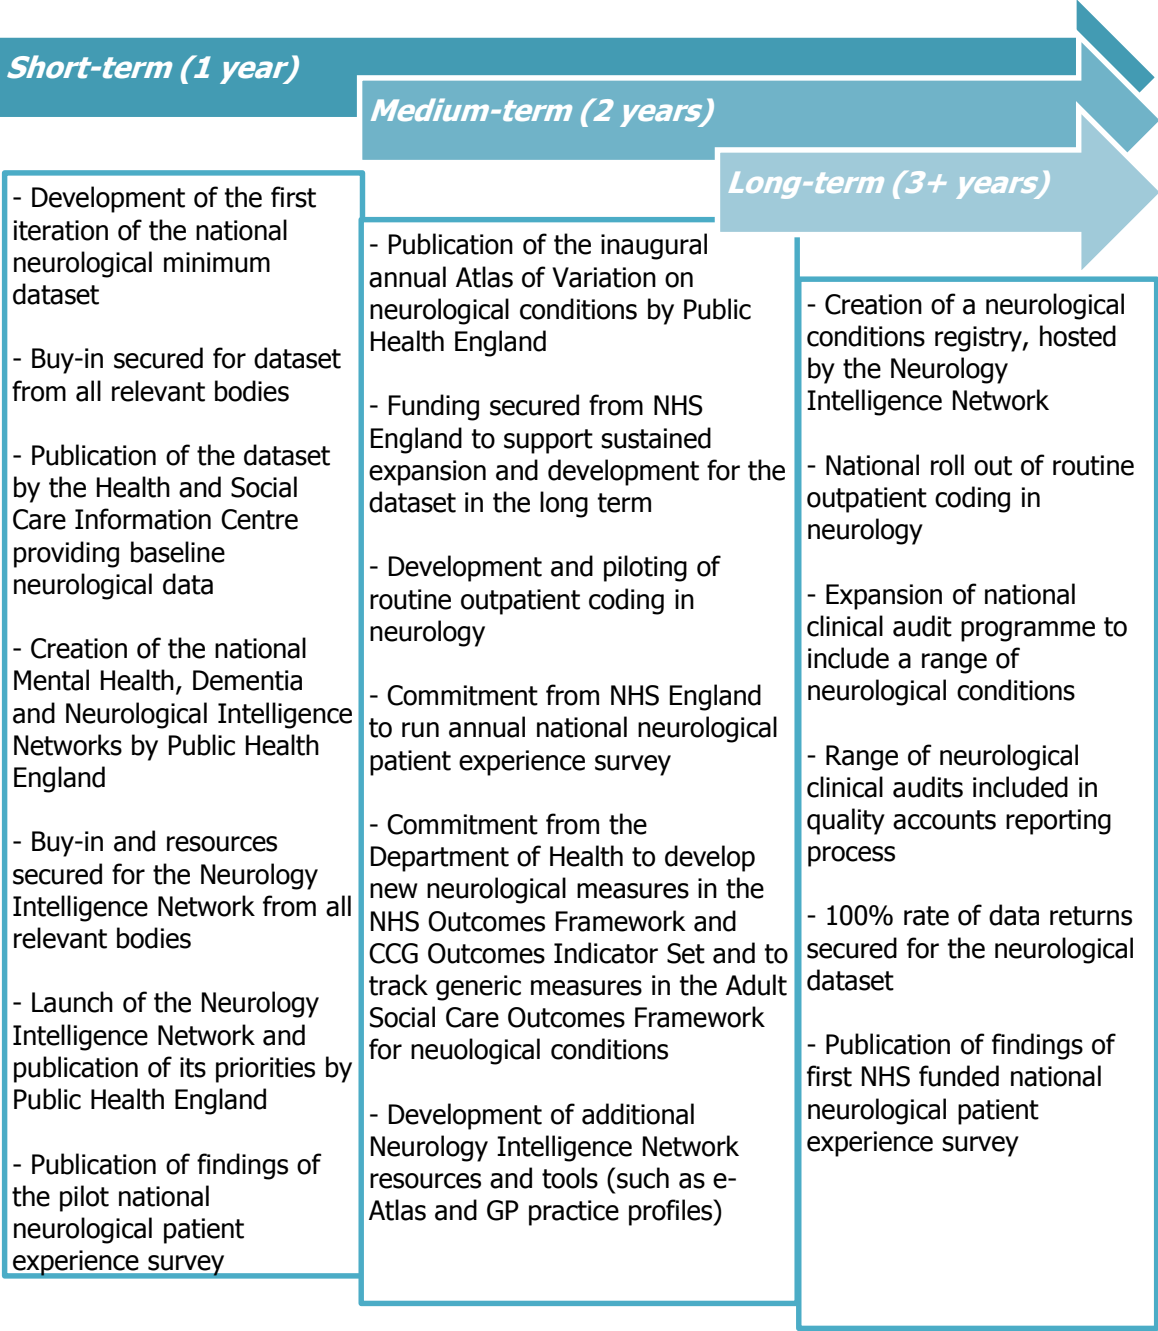 Short-term (1 year)
Medium-term (2 years)
Long-term (3+ years)
- Development of the first
iteration of the national
neurological minimum
dataset
- Buy-in secured for dataset
from all relevant bodies
- Publication of the dataset
by the Health and Social
Care Information Centre
providing baseline
neurological data
- Creation of the national
Mental Health, Dementia
and Neurological Intelligence
Networks by Public Health
England
- Buy-in and resources
secured for the Neurology
Intelligence Network from all
relevant bodies
- Launch of the Neurology
Intelligence Network and
publication of its priorities by
Public Health England
- Publication of findings of
the pilot national
neurological patient
experience survey
- Publication of the inaugural
annual Atlas of Variation on
neurological conditions by Public
Health England
- Funding secured from NHS
England to support sustained
expansion and development for the
dataset in the long term
- Development and piloting of
routine outpatient coding in
neurology
- Commitment from NHS England
to run annual national neurological
patient experience survey
- Commitment from the
Department of Health to develop
new neurological measures in the
NHS Outcomes Framework and
CCG Outcomes Indicator Set and to
track generic measures in the Adult
Social Care Outcomes Framework
for neuological conditions
- Development of additional
Neurology Intelligence Network
resources and tools (such as e-
Atlas and GP practice profiles)
- Creation of a neurological
conditions registry, hosted
by the Neurology
Intelligence Network
- National roll out of routine
outpatient coding in
neurology
- Expansion of national
clinical audit programme to
include a range of
neurological conditions
- Range of neurological
clinical audits included in
quality accounts reporting
process
- 100% rate of data returns
secured for the neurological
dataset
- Publication of findings of
first NHS funded national
neurological patient
experience survey